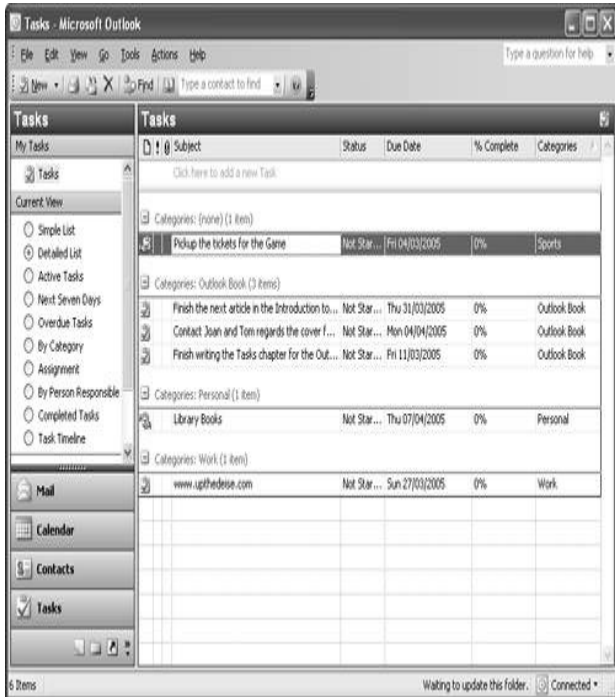 Tasks - Microsoft Outlook
File Edit View Go Tools Actions Help Type a question for help
New Find Type a contact to find
Tasks
My Tasks
Tasks
Current View
Simple List
Detailed List
Active Tasks
Next Seven Days
Overdue Tasks
By Category
Assignment
By Person Responsible
Completed Tasks
Task Timeline
Mail
Calendar
Contacts
Tasks
Tasks
Subject Status Due Date % Complete Categories
Click here to add a new Task
Categories: (none) (1 item)
Pickup the tickets for the Game Not Star... Fri 04/03/2005 0% Sports
Categories: Outlook Book (3 items)
Finish the next article in the Introduction to... Not Star... Thu 31/03/2005 0% Outlook Book
Contact Joan and Tom regards the cover f... Not Star... Mon 04/04/2005 0% Outlook Book
Finish writing the Tasks chapter for the Out... Not Star... Fri 11/03/2005 0% Outlook Book
Categories: Personal (1 item)
Library Books Not Star... Thu 07/04/2005 0% Personal
Categories: Work (1 item)
www.upthedeise.com Not Star... Sun 27/03/2005 0% Work
6 Items Waiting to update this folder. Connected